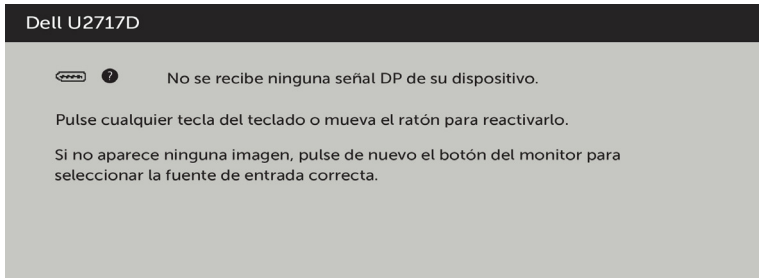 Dell U2717D
? No se recibe ninguna señal DP de su dispositivo.
Pulse cualquier tecla del teclado o mueva el ratón para reactivarlo.
Si no aparece ninguna imagen, pulse de nuevo el botón del monitor para
seleccionar la fuente de entrada correcta.